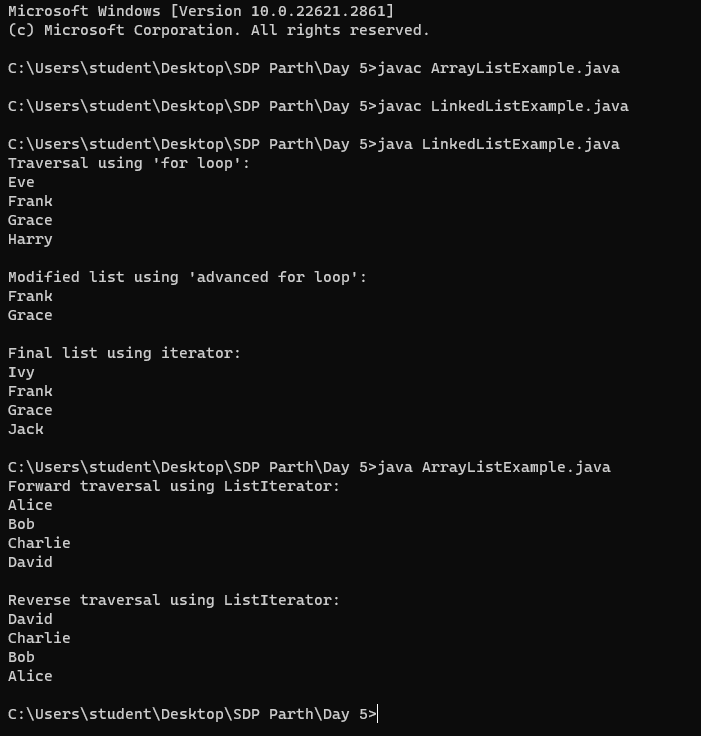 Microsoft Windows [Version 10.0.22621.2861]
(c) Microsoft Corporation. All rights reserved.
C:\Users\student\Desktop\SDP Parth\Day 5>javac ArrayListExample.java
C:\Users\student\Desktop\SDP Parth\Day 5>javac LinkedListExample.java
C:\Users\student\Desktop\SDP Parth\Day 5>java LinkedListExample.java
Traversal using 'for loop':
Eve
Frank
Grace
Harry
Modified list using 'advanced for loop':
Frank
Grace
Final list using iterator:
Ivy
Frank
Grace
Jack
C:\Users\student\Desktop\SDP Parth\Day 5>java ArrayListExample.java
Forward traversal using ListIterator:
Alice
Bob
Charlie
David
Reverse traversal using ListIterator:
David
Charlie
Bob
Alice
C:\Users\student\Desktop\SDP Parth\Day 5>